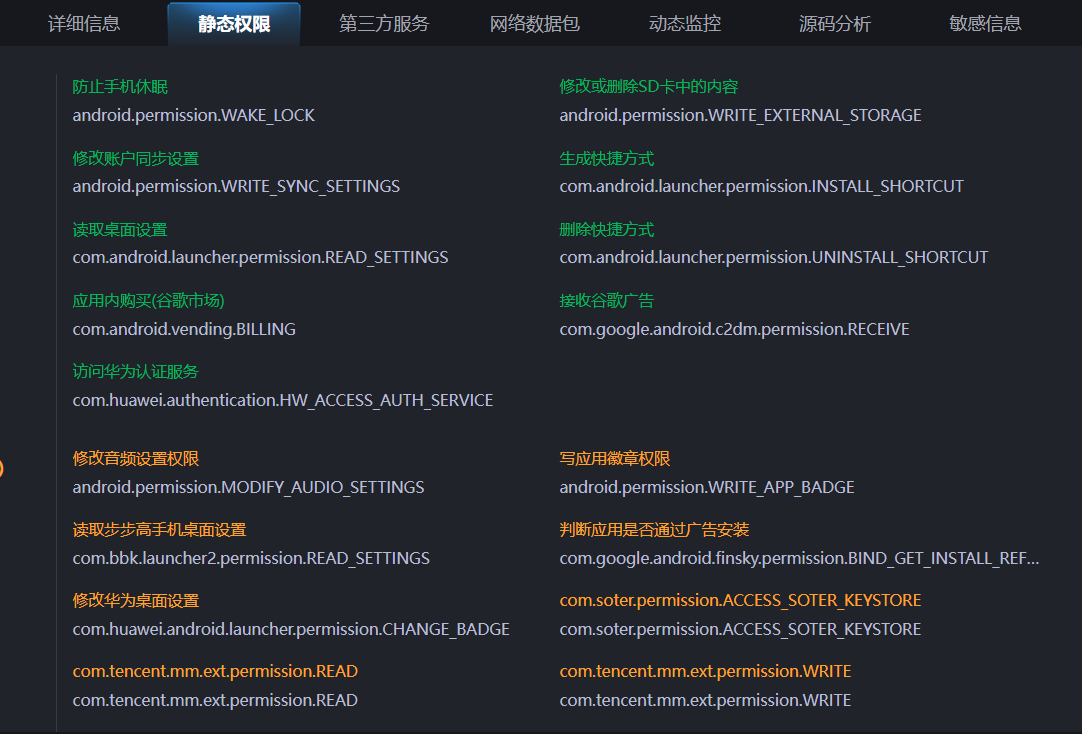 详细信息 静态权限 第三方服务 网络数据包 动态监控 源码分析 敏感信息
防止手机休眠 修改或删除SD卡中的内容
android.permission.WAKE_LOCK android.permission.WRITE_EXTERNAL_STORAGE
修改账户同步设置 生成快捷方式
android.permission.WRITE_SYNC_SETTINGS com.android.launcher.permission.INSTALL_SHORTCUT
读取桌面设置 删除快捷方式
com.android.launcher.permission.READ_SETTINGS com.android.launcher.permission.UNINSTALL_SHORTCUT
应用内购买(谷歌市场) 接收谷歌广告
com.android.vending.BILLING com.google.android.c2dm.permission.RECEIVE
访问华为认证服务
com.huawei.authentication.HW_ACCESS_AUTH_SERVICE
修改音频设置权限 写应用徽章权限
android.permission.MODIFY_AUDIO_SETTINGS android.permission.WRITE_APP_BADGE
读取步步高手机桌面设置 判断应用是否通过广告安装
com.bbk.launcher2.permission.READ_SETTINGS com.google.android.finsky.permission.BIND_GET_INSTALL_REF...
修改华为桌面设置 com.soter.permission.ACCESS_SOTER_KEYSTORE
com.huawei.android.launcher.permission.CHANGE_BADGE com.soter.permission.ACCESS_SOTER_KEYSTORE
com.tencent.mm.ext.permission.READ com.tencent.mm.ext.permission.WRITE
com.tencent.mm.ext.permission.READ com.tencent.mm.ext.permission.WRITE